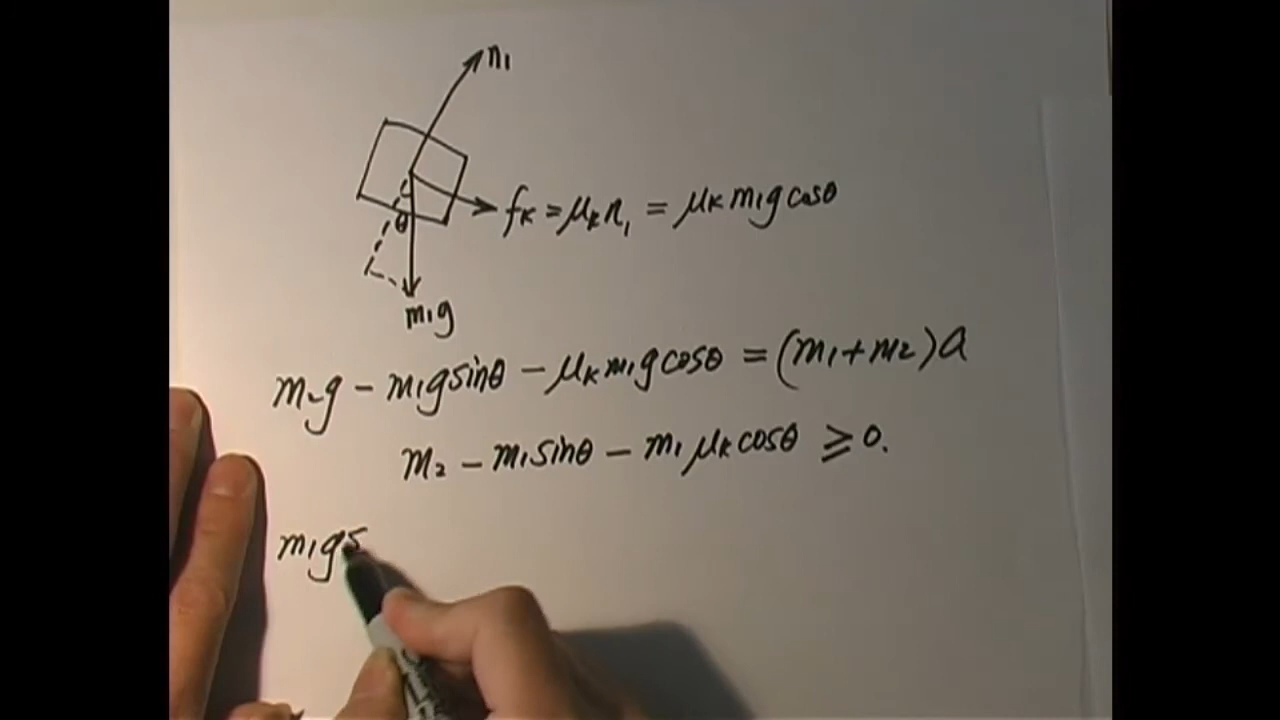 n₁
f_K = μ_K n₁ = μ_K m₁g cosθ
θ
m₁g
m₂g − m₁g sinθ − μ_K m₁g cosθ = (m₁+m₂)a
m₂ − m₁ sinθ − m₁ μ_K cosθ ≥ 0.
m₁g s